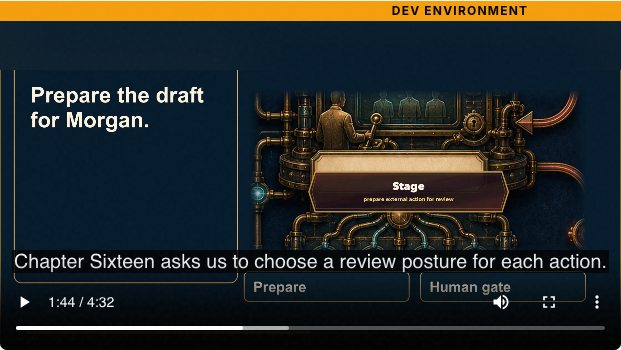 DEV ENVIRONMENT
Prepare the draft
for Morgan.
Stage
prepare external action for review
Chapter Sixteen asks us to choose a review posture for each action.
Prepare
Human gate
1:44 / 4:32